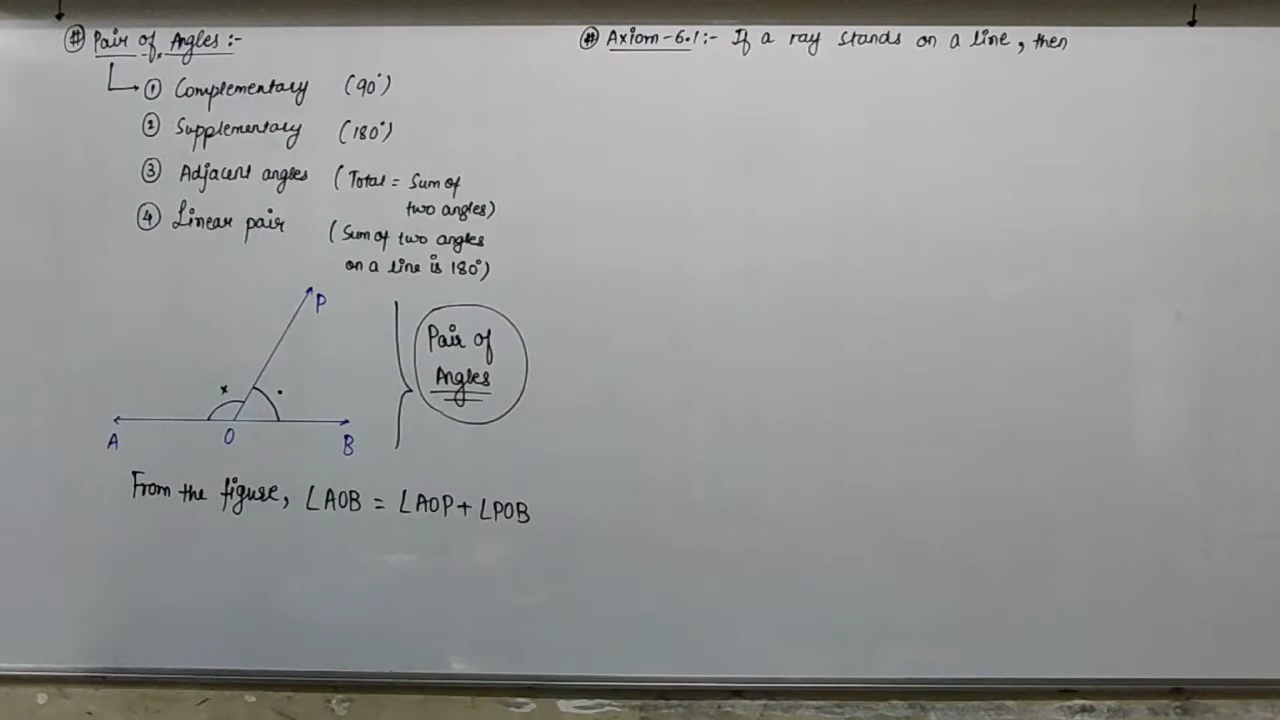 # Pair of Angles :-
① Complementary (90°)
② Supplementary (180°)
③ Adjacent angles (Total = Sum of
two angles)
④ Linear pair (Sum of two angles
on a line is 180°)
P
x
A O B
Pair of
Angles
From the figure, ∠AOB = ∠AOP + ∠POB
# Axiom-6.1 :- If a ray stands on a line, then